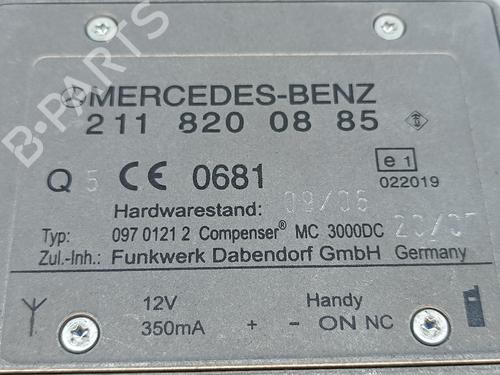 B-PARTS
MERCEDES-BENZ
211 820 08 85
Q 5 CE 0681 e1
022019
Hardwarestand: 09/06
Typ: 097 0121 2 Compenser® MC 3000DC
Zul.-Inh.: Funkwerk Dabendorf GmbH Germany
12V Handy
350mA + - ON NC